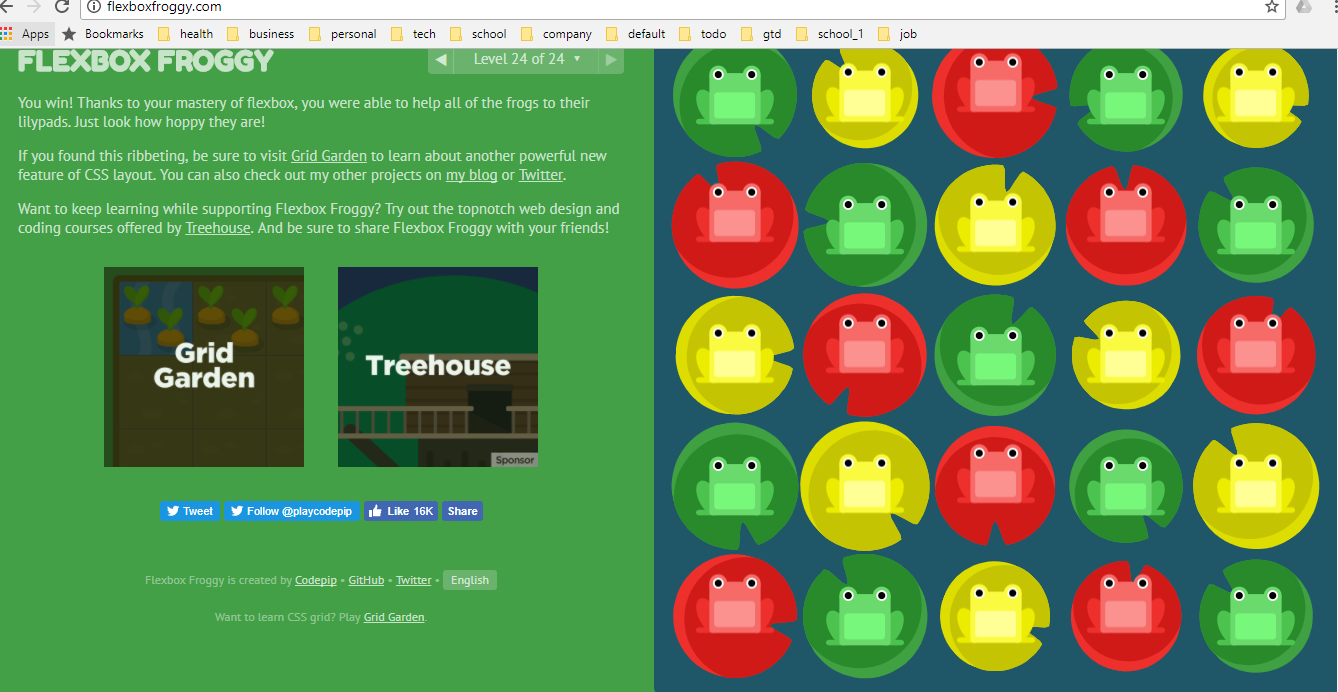 flexboxfroggy.com
Apps Bookmarks health business personal tech school company default todo gtd school_1 job
FLEXBOX FROGGY
Level 24 of 24
You win! Thanks to your mastery of flexbox, you were able to help all of the frogs to their
lilypads. Just look how hoppy they are!
If you found this ribbeting, be sure to visit Grid Garden to learn about another powerful new
feature of CSS layout. You can also check out my other projects on my blog or Twitter.
Want to keep learning while supporting Flexbox Froggy? Try out the topnotch web design and
coding courses offered by Treehouse. And be sure to share Flexbox Froggy with your friends!
Grid
Garden
Treehouse
Sponsor
Tweet Follow @playcodepip Like 16K Share
Flexbox Froggy is created by Codepip • GitHub • Twitter • English
Want to learn CSS grid? Play Grid Garden.